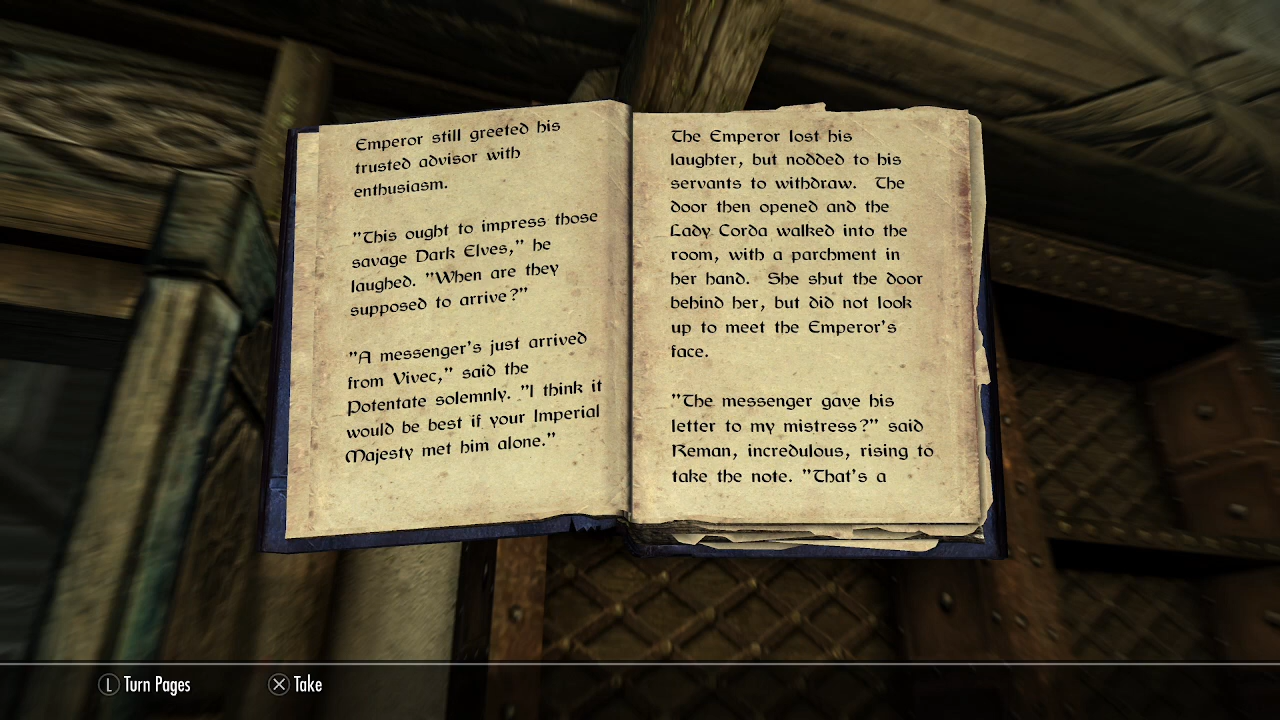 Emperor still greeted his
trusted advisor with
enthusiasm.
"This ought to impress those
savage Dark Elves," he
laughed. "When are they
supposed to arrive?"
"A messenger's just arrived
from Vivec," said the
Potentate solemnly. "I think it
would be best if your Imperial
Majesty met him alone."
The Emperor lost his
laughter, but nodded to his
servants to withdraw. The
door then opened and the
Lady Corda walked into the
room, with a parchment in
her hand. She shut the door
behind her, but did not look
up to meet the Emperor's
face.
"The messenger gave his
letter to my mistress?" said
Reman, incredulous, rising to
take the note. "That's a
L Turn Pages
X Take